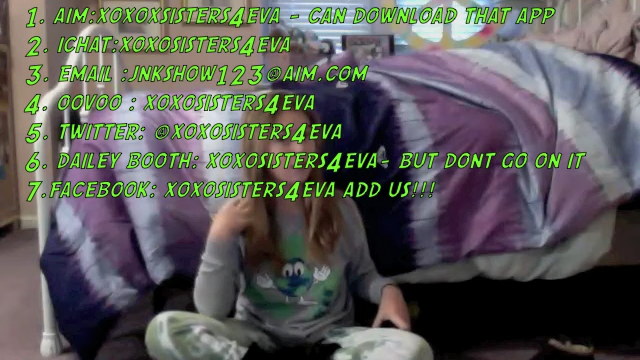 1. AIM:XOXOXSISTERS4EVA - CAN DOWNLOAD THAT APP
2. ICHAT:XOXOSISTERS4EVA
3. EMAIL :JNKSHOW123@AIM.COM
4. OOVOO : XOXOSISTERS4EVA
5. TWITTER: @XOXOSISTERS4EVA
6. DAILEY BOOTH: XOXOSISTERS4EVA- BUT DONT GO ON IT
7.FACEBOOK: XOXOSISTERS4EVA ADD US!!!